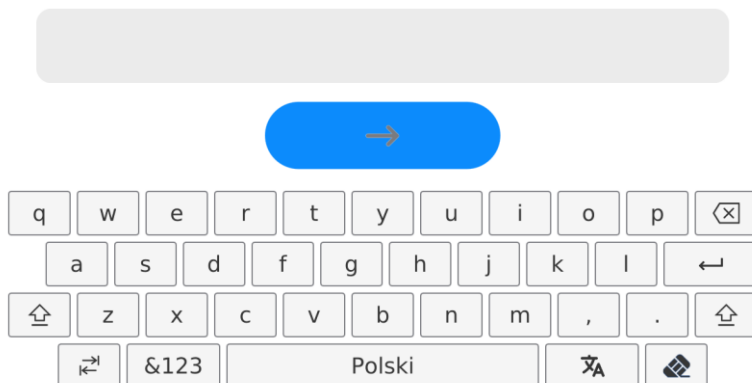 q w e r t y u i o p
a s d f g h j k l
z x c v b n m , .
&123 Polski